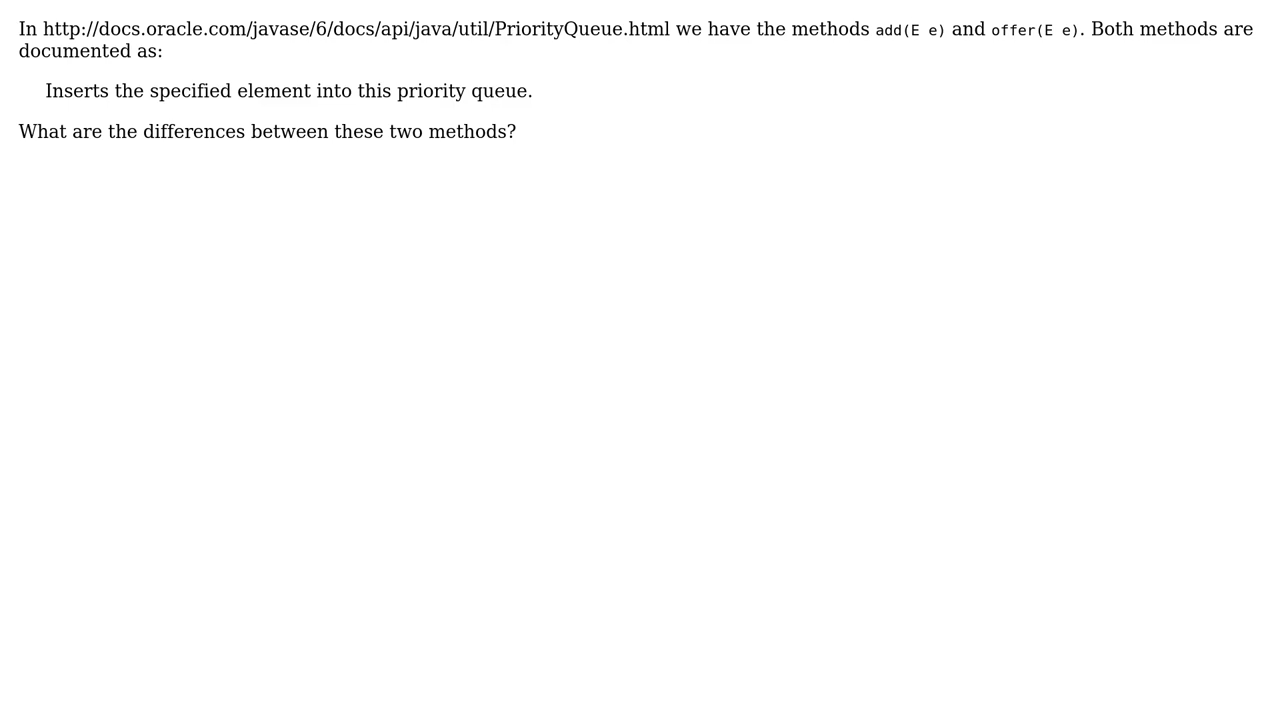 In http://docs.oracle.com/javase/6/docs/api/java/util/PriorityQueue.html we have the methods add(E e) and offer(E e). Both methods are
documented as:
Inserts the specified element into this priority queue.
What are the differences between these two methods?